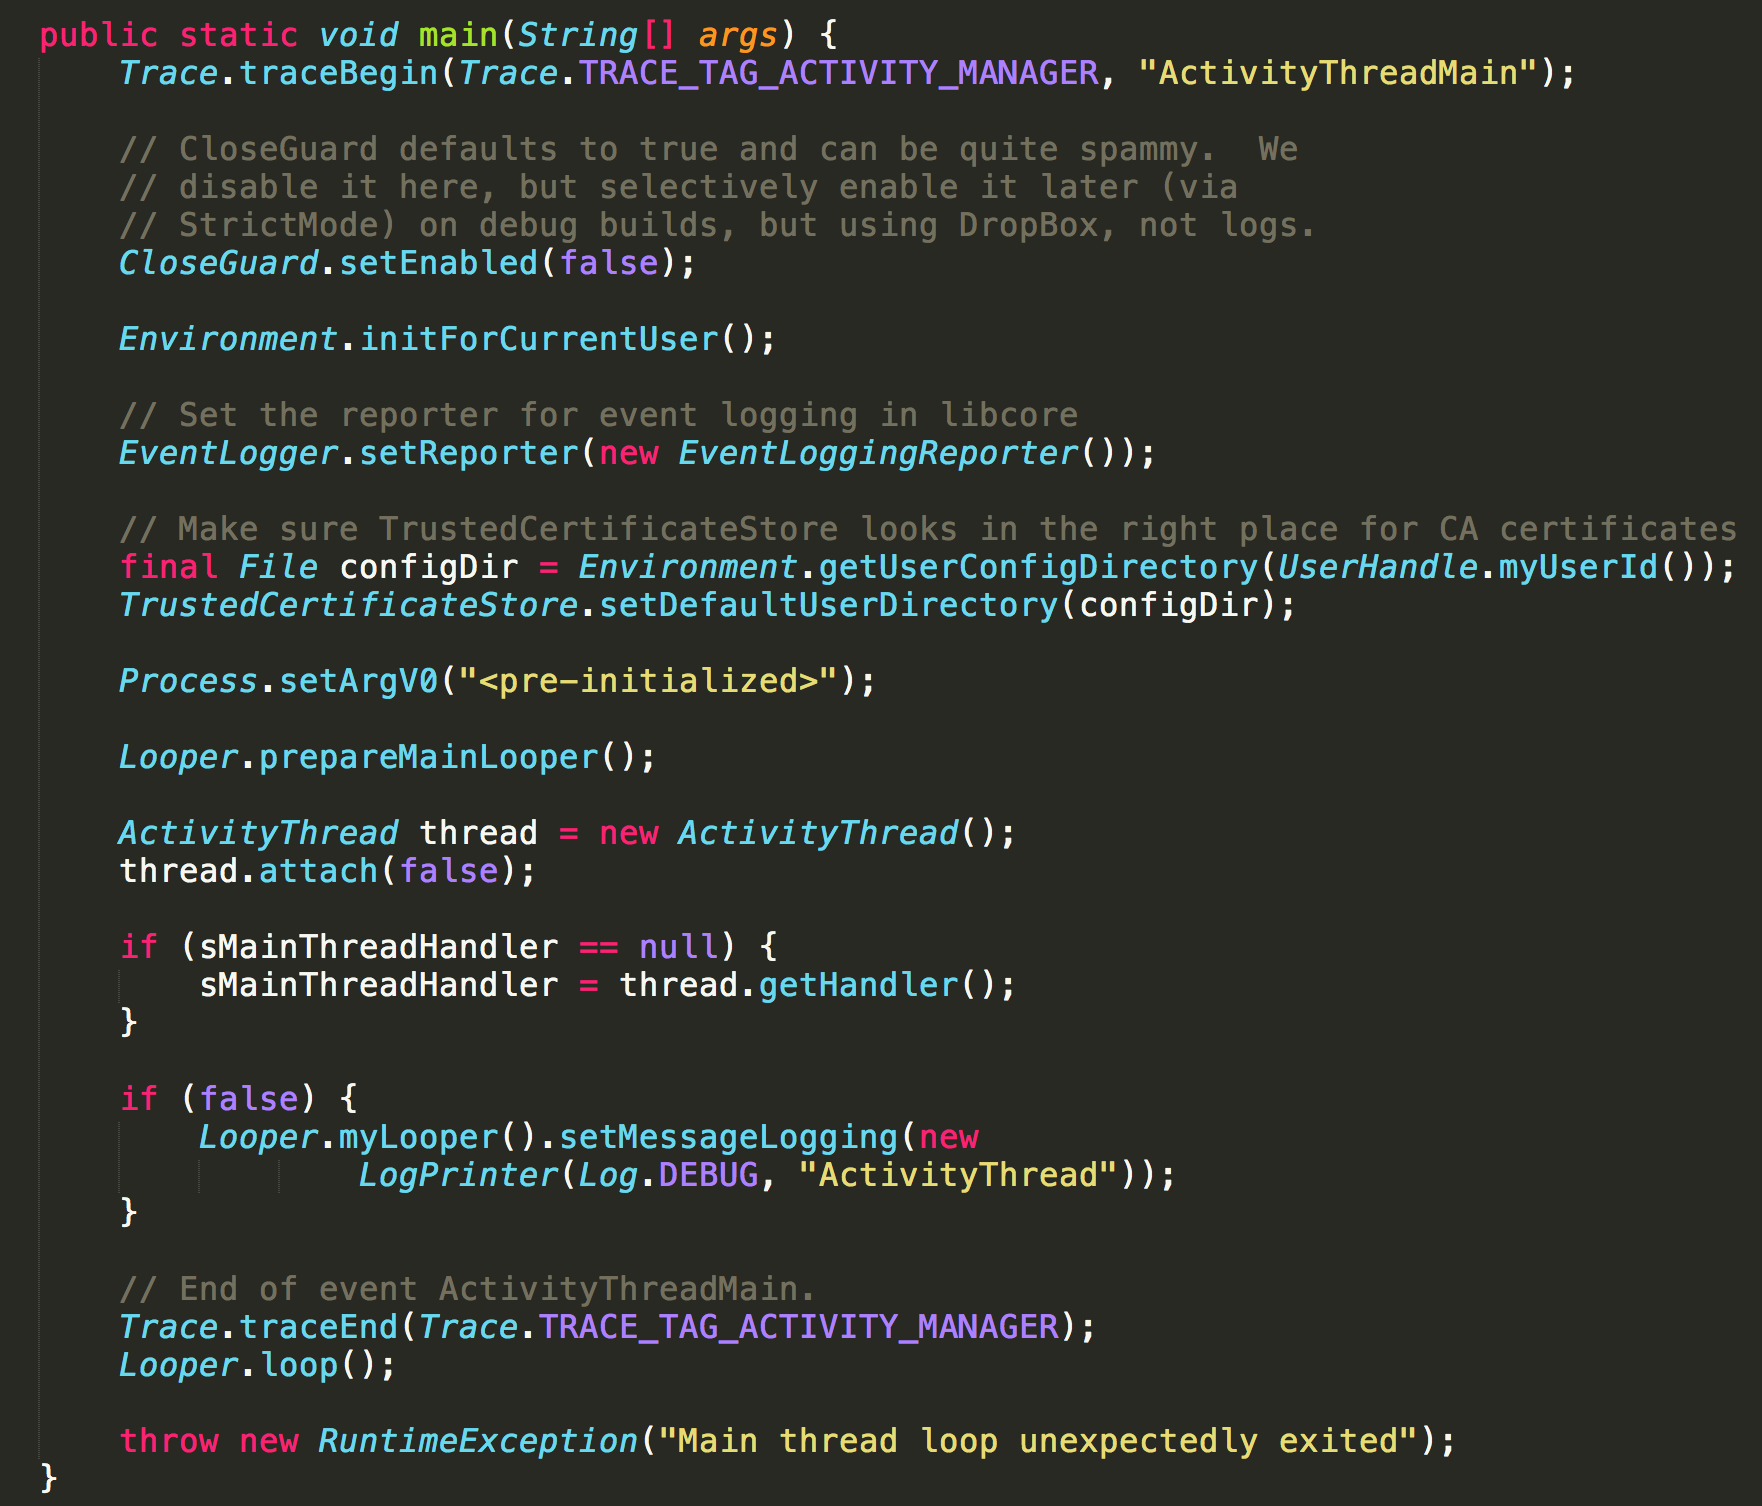 public static void main(String[] args) {
    Trace.traceBegin(Trace.TRACE_TAG_ACTIVITY_MANAGER, "ActivityThreadMain");

    // CloseGuard defaults to true and can be quite spammy.  We
    // disable it here, but selectively enable it later (via
    // StrictMode) on debug builds, but using DropBox, not logs.
    CloseGuard.setEnabled(false);

    Environment.initForCurrentUser();

    // Set the reporter for event logging in libcore
    EventLogger.setReporter(new EventLoggingReporter());

    // Make sure TrustedCertificateStore looks in the right place for CA certificates
    final File configDir = Environment.getUserConfigDirectory(UserHandle.myUserId());
    TrustedCertificateStore.setDefaultUserDirectory(configDir);

    Process.setArgV0("<pre-initialized>");

    Looper.prepareMainLooper();

    ActivityThread thread = new ActivityThread();
    thread.attach(false);

    if (sMainThreadHandler == null) {
        sMainThreadHandler = thread.getHandler();
    }

    if (false) {
        Looper.myLooper().setMessageLogging(new
                LogPrinter(Log.DEBUG, "ActivityThread"));
    }

    // End of event ActivityThreadMain.
    Trace.traceEnd(Trace.TRACE_TAG_ACTIVITY_MANAGER);
    Looper.loop();

    throw new RuntimeException("Main thread loop unexpectedly exited");
}